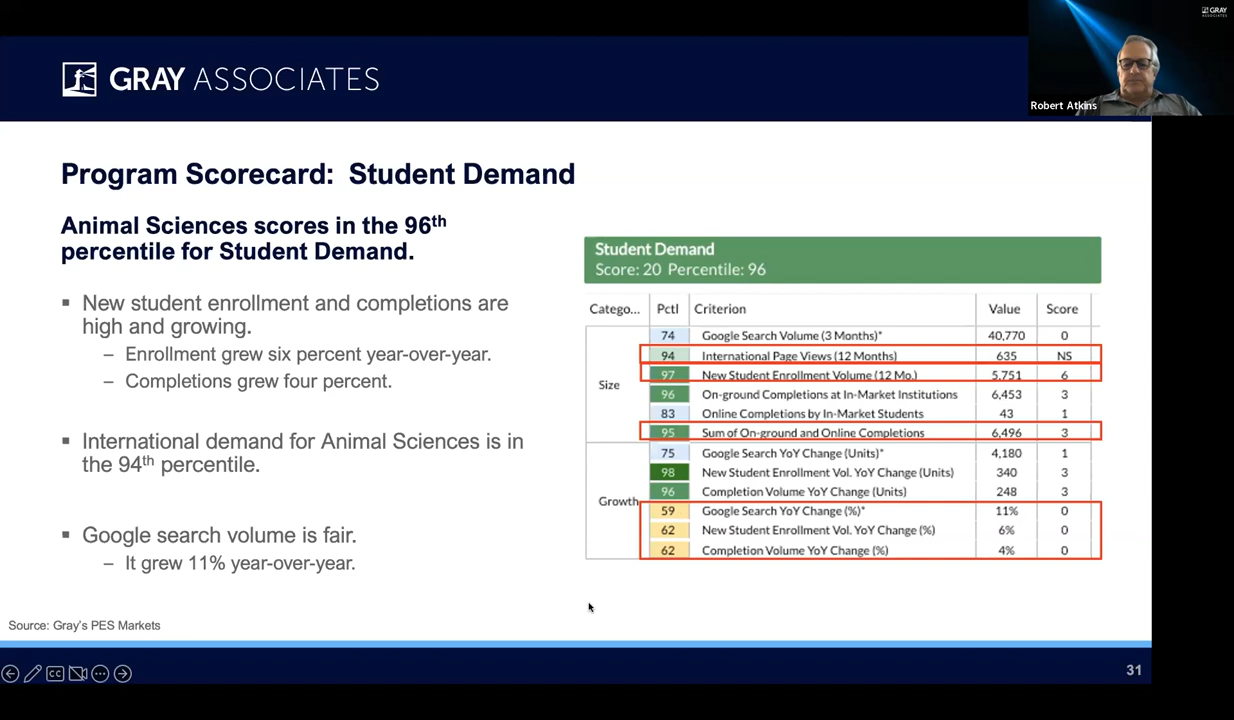 GRAY ASSOCIATES
GRAY
ASSOCIATES
Robert Atkins
Program Scorecard: Student Demand
Animal Sciences scores in the 96th
percentile for Student Demand.
▪ New student enrollment and completions are
high and growing.
– Enrollment grew six percent year-over-year.
– Completions grew four percent.
▪ International demand for Animal Sciences is in
the 94th percentile.
▪ Google search volume is fair.
– It grew 11% year-over-year.
Student Demand
Score: 20 Percentile: 96
Catego... Pctl Criterion Value Score
Size
74 Google Search Volume (3 Months)* 40,770 0
94 International Page Views (12 Months) 635 NS
97 New Student Enrollment Volume (12 Mo.) 5,751 6
96 On-ground Completions at In-Market Institutions 6,453 3
83 Online Completions by In-Market Students 43 1
95 Sum of On-ground and Online Completions 6,496 3
Growth
75 Google Search YoY Change (Units)* 4,180 1
98 New Student Enrollment Vol. YoY Change (Units) 340 3
96 Completion Volume YoY Change (Units) 248 3
59 Google Search YoY Change (%)* 11% 0
62 New Student Enrollment Vol. YoY Change (%) 6% 0
62 Completion Volume YoY Change (%) 4% 0
Source: Gray's PES Markets
CC
31